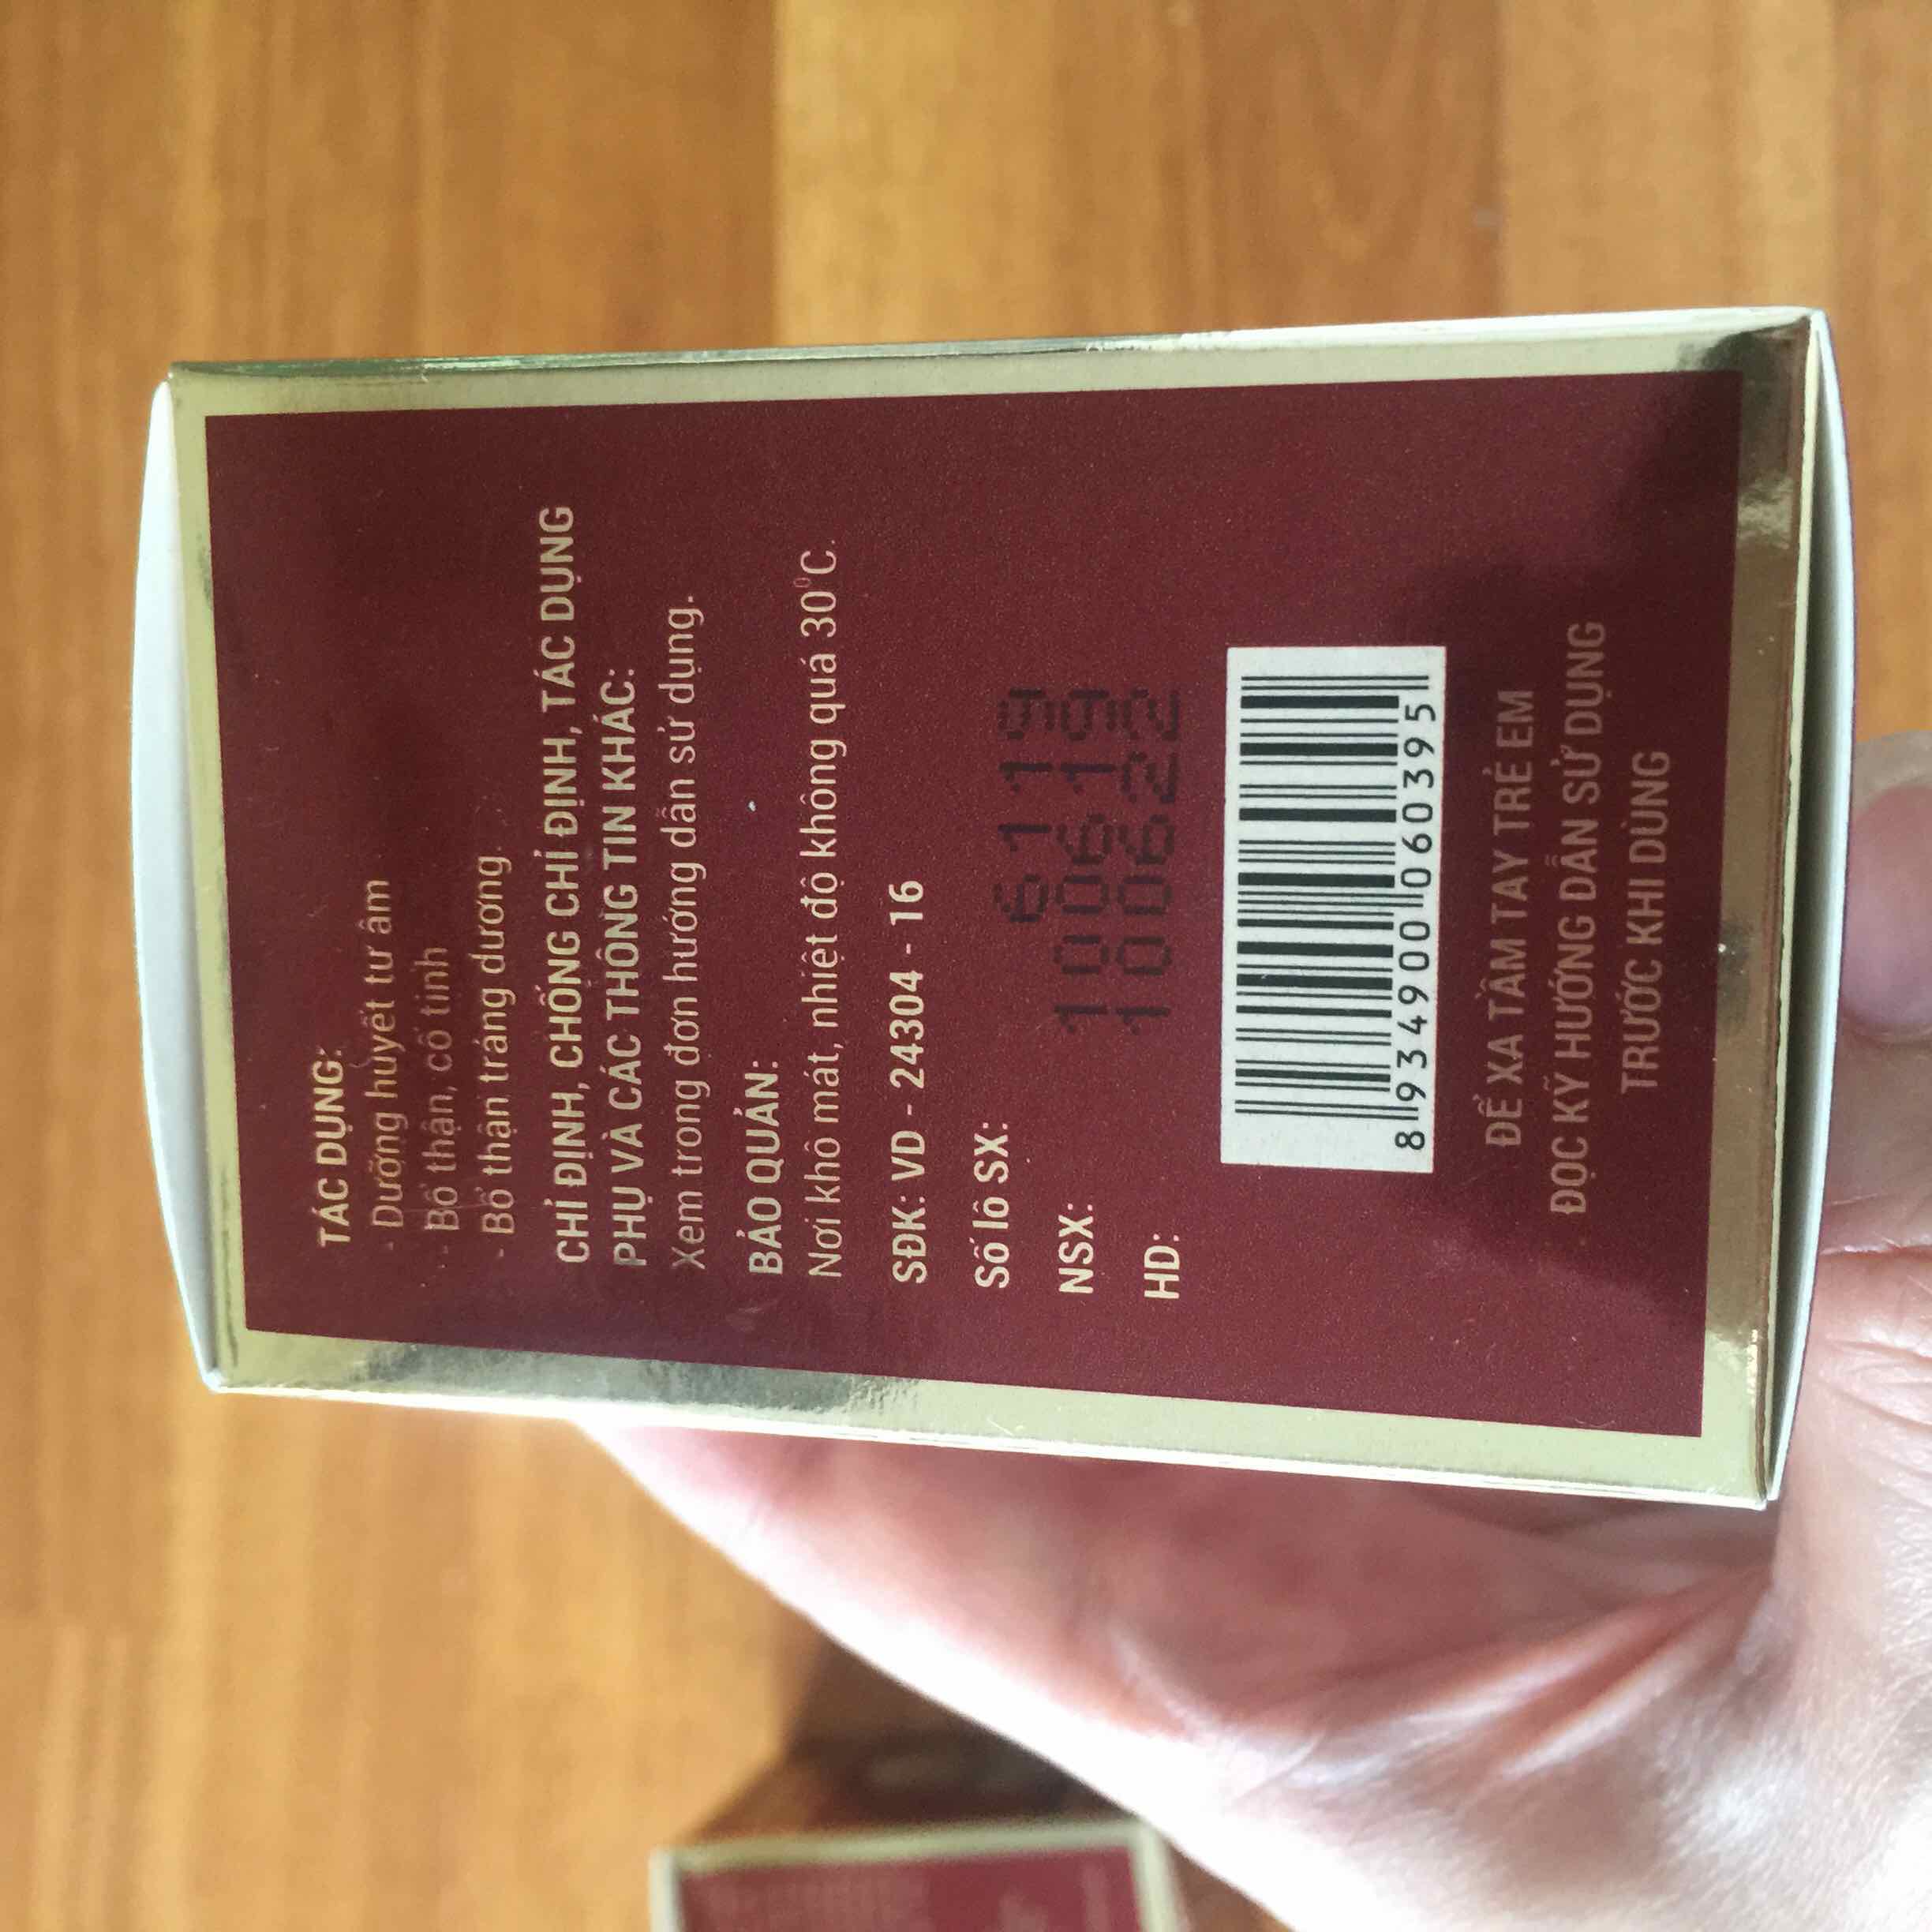 TÁC DỤNG:
- Dưỡng huyết tư âm
- Bổ thận, cố tinh
- Bổ thận tráng dương.
CHỈ ĐỊNH, CHỐNG CHỈ ĐỊNH, TÁC DỤNG
PHỤ VÀ CÁC THÔNG TIN KHÁC:
Xem trong đơn hướng dẫn sử dụng.
BẢO QUẢN:
Nơi khô mát, nhiệt độ không quá 30°C.
SĐK: VD - 24304 - 16
Số lô SX: 6119
NSX: 100619
HD: 100622
8 934900 060395
ĐỂ XA TẦM TAY TRẺ EM
ĐỌC KỸ HƯỚNG DẪN SỬ DỤNG
TRƯỚC KHI DÙNG